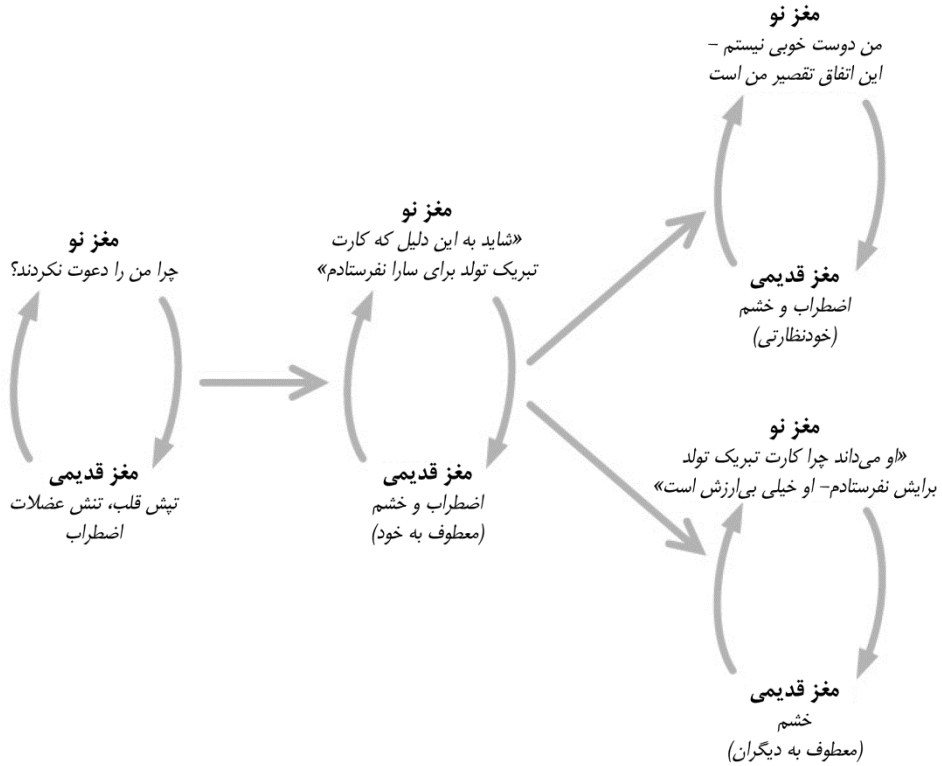 مغز نو
چرا من را دعوت نکردند؟
مغز قدیمی
تپش قلب، تنش عضلات
اضطراب
مغز نو
«شاید به این دلیل که کارت
تبریک تولد برای سارا نفرستادم»
مغز قدیمی
اضطراب و خشم
(معطوف به خود)
مغز نو
من دوست خوبی نیستم –
این اتفاق تقصیر من است
مغز قدیمی
اضطراب و خشم
(خودنظارتی)
مغز نو
«او می‌داند چرا کارت تبریک تولد
برایش نفرستادم– او خیلی بی‌ارزش است»
مغز قدیمی
خشم
(معطوف به دیگران)